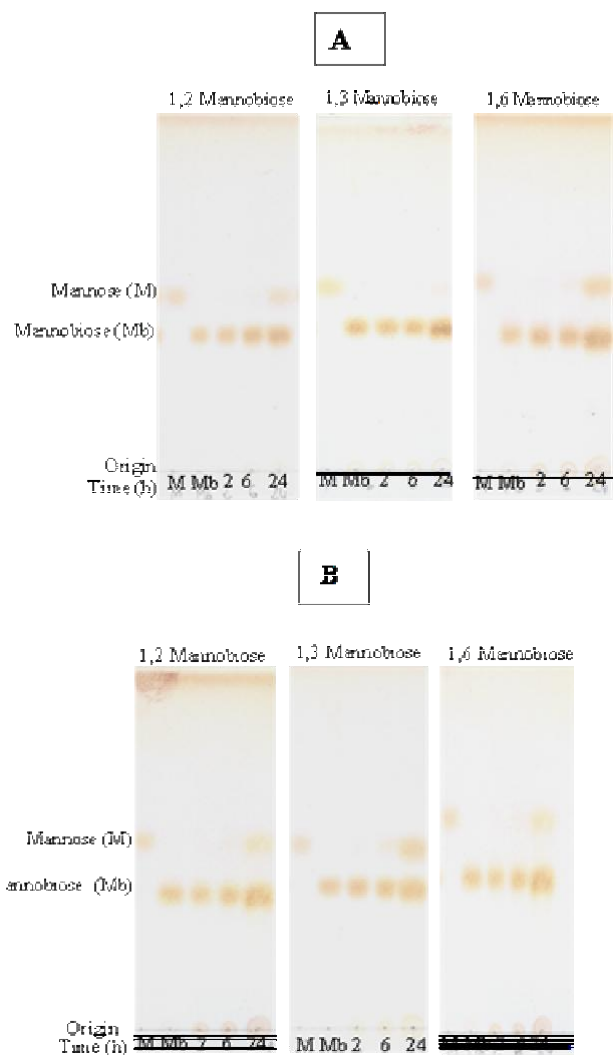 A
1,2 Mannobiose
1,3 Mannobiose
1,6 Mannobiose
Mannose (M)
Mannobiose (Mb)
Origin
Time (h)
M Mb 2 6 24
M Mb 2 6 24
M Mb 2 6 24
B
1,2 Mannobiose
1,3 Mannobiose
1,6 Mannobiose
Mannose (M)
annobiose (Mb)
Origin
Time (h)
M Mb 2 6 24
M Mb 2 6 24